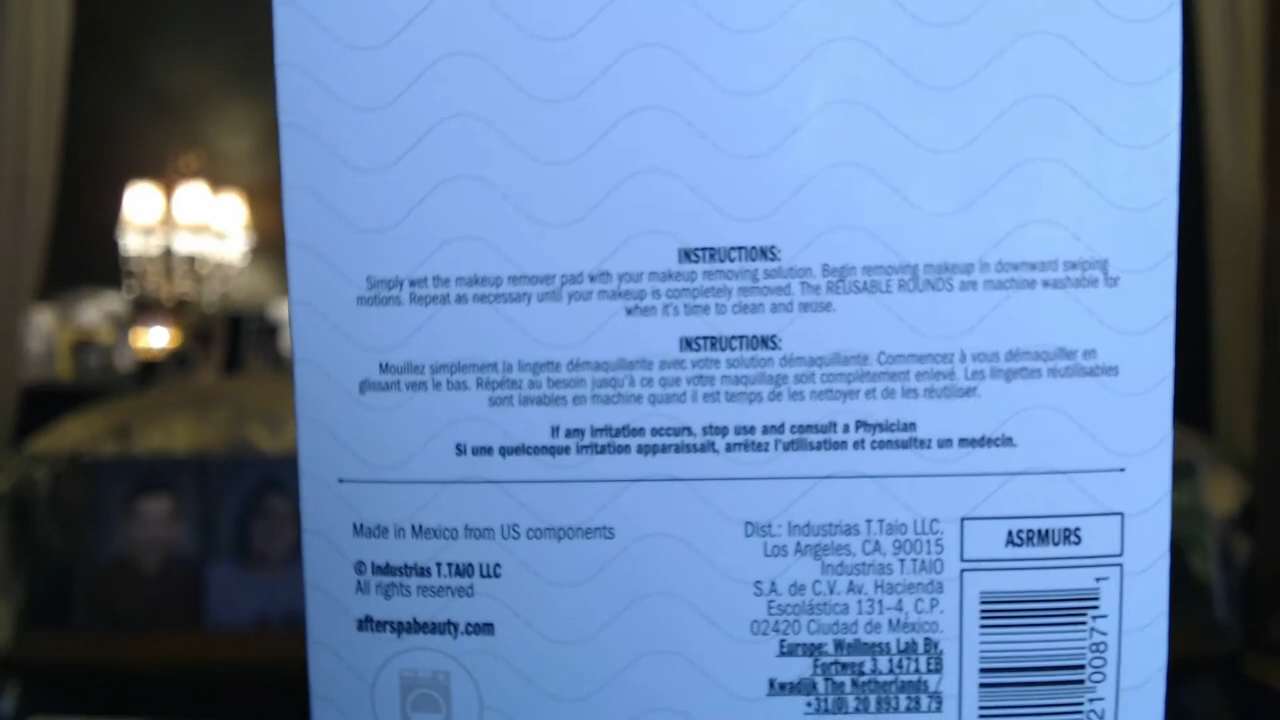 INSTRUCTIONS:
Simply wet the makeup remover pad with your makeup removing solution. Begin removing makeup in downward swiping
motions. Repeat as necessary until your makeup is completely removed. The REUSABLE ROUNDS are machine washable for
when it's time to clean and reuse.
INSTRUCTIONS:
Mouillez simplement la lingette démaquillante avec votre solution démaquillante. Commencez à vous démaquiller en
glissant vers le bas. Répétez au besoin jusqu'à ce que votre maquillage soit complètement enlevé. Les lingettes réutilisables
sont lavables en machine quand il est temps de les nettoyer et de les réutiliser.
If any irritation occurs, stop use and consult a Physician
Si une quelconque irritation apparaissait, arrêtez l'utilisation et consultez un medecin.
Made in Mexico from US components
© Industrias T.TAIO LLC
All rights reserved
afterspabeauty.com
Dist.: Industrias T.Taio LLC.
Los Angeles, CA, 90015
Industrias T.TAIO
S.A. de C.V. Av. Hacienda
Escolástica 131-4, C.P.
02420 Ciudad de México.
Europe: Wellness Lab Bv.
Fortweg 3, 1471 EB
Kwadijk The Netherlands /
+31(0) 20 893 28 79
ASRMURS
21 00871 1